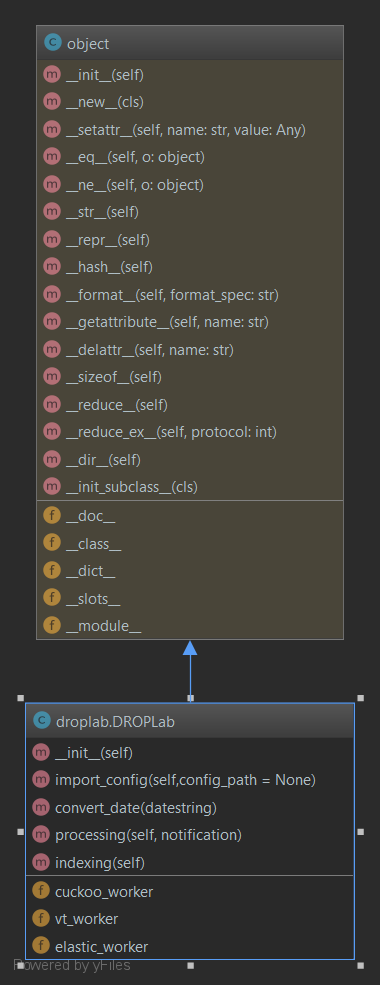 object
__init__(self)
__new__(cls)
__setattr__(self, name: str, value: Any)
__eq__(self, o: object)
__ne__(self, o: object)
__str__(self)
__repr__(self)
__hash__(self)
__format__(self, format_spec: str)
__getattribute__(self, name: str)
__delattr__(self, name: str)
__sizeof__(self)
__reduce__(self)
__reduce_ex__(self, protocol: int)
__dir__(self)
__init_subclass__(cls)
__doc__
__class__
__dict__
__slots__
__module__
droplab.DROPLab
__init__(self)
import_config(self,config_path = None)
convert_date(datestring)
processing(self, notification)
indexing(self)
cuckoo_worker
vt_worker
elastic_worker
Powered by yFiles